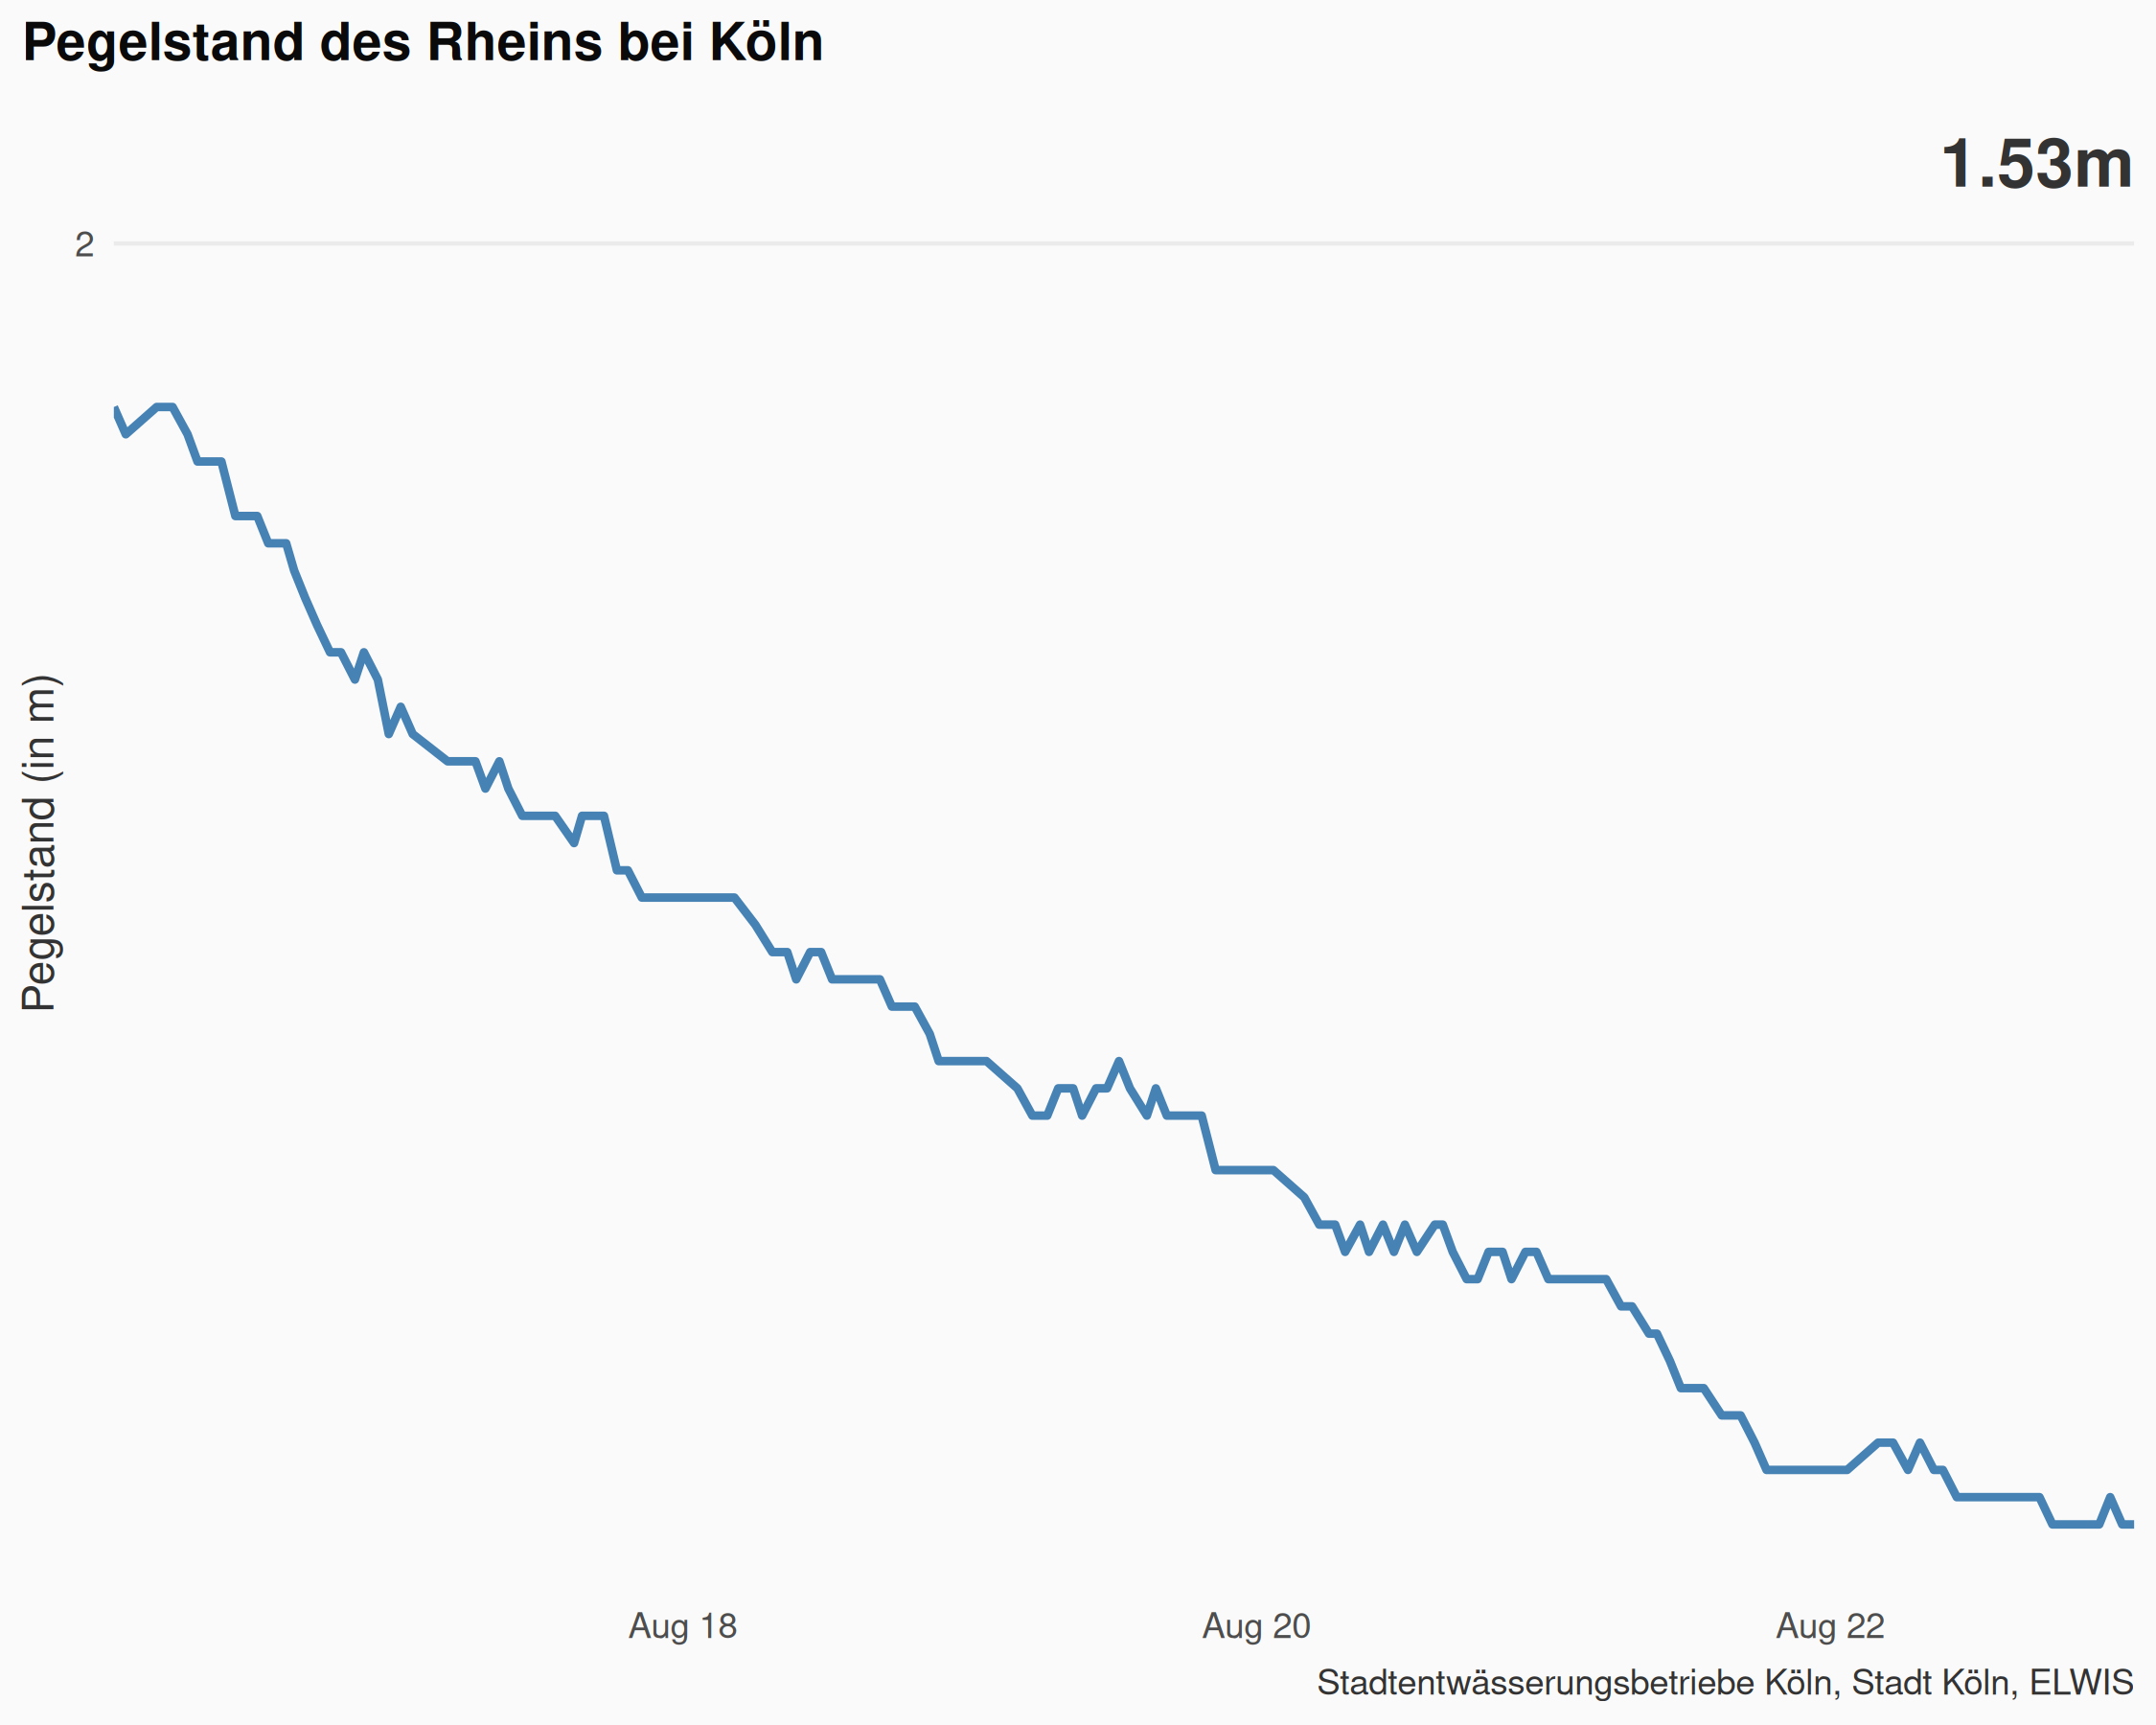 Pegelstand des Rheins bei Köln
1.53m
2
Pegelstand (in m)
Aug 18
Aug 20
Aug 22
Stadtentwässerungsbetriebe Köln, Stadt Köln, ELWIS